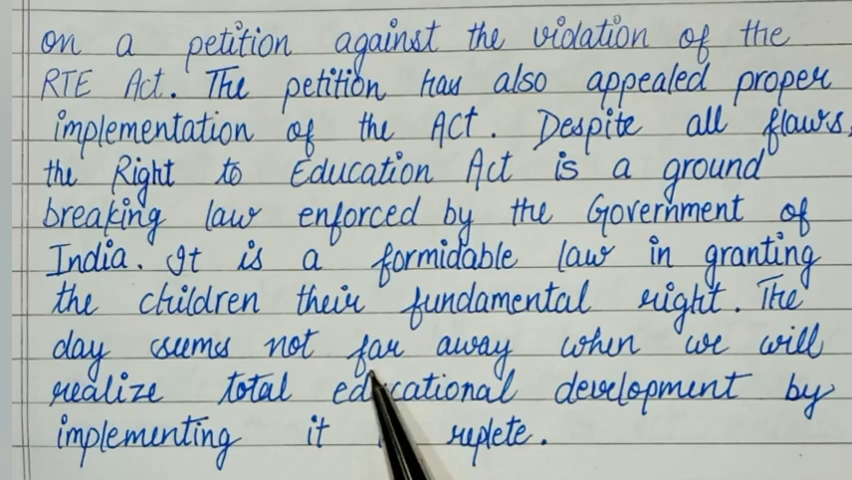 on a petition against the violation of the
RTE Act. The petition has also appealed proper
implementation of the Act. Despite all flaws,
the Right to Education Act is a ground
breaking law enforced by the Government of
India. It is a formidable law in granting
the children their fundamental right. The
day seems not far away when we will
realize total educational development by
implementing it replete.